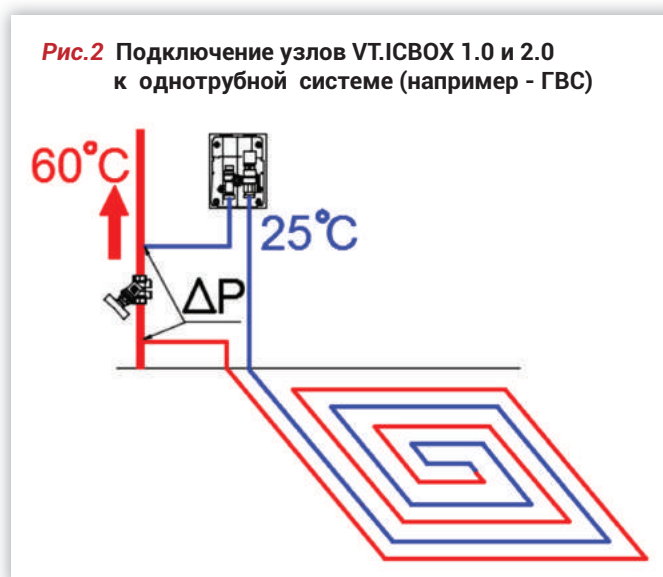 Рис.2 Подключение узлов VT.ICBOX 1.0 и 2.0
к однотрубной системе (например - ГВС)
60°C
25°C
ΔP